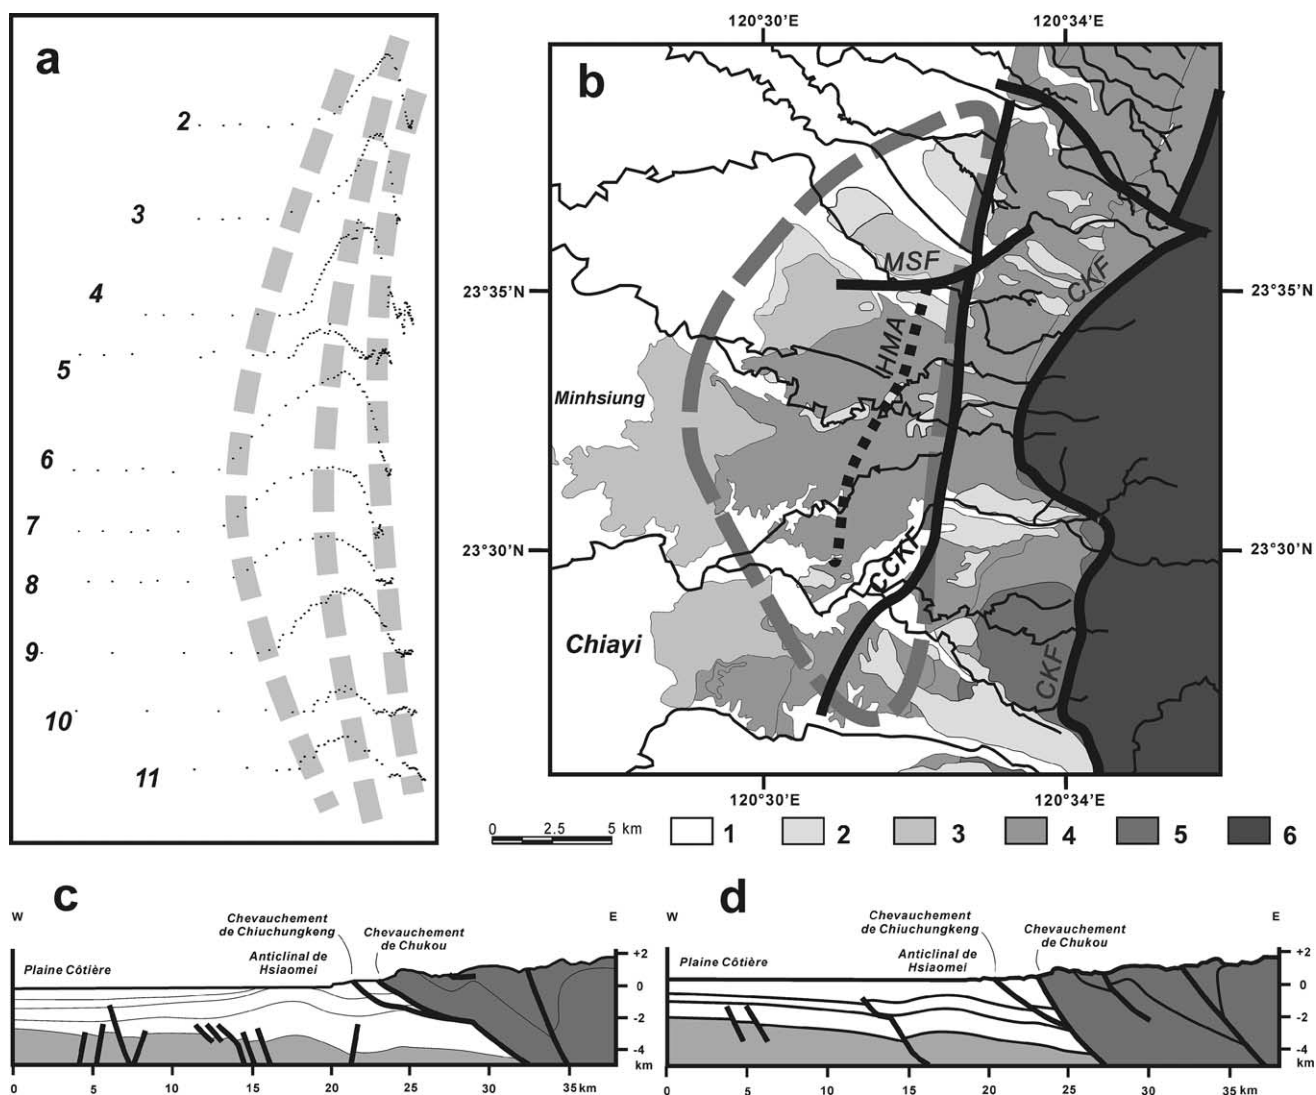 a
2
3
4
5
6
7
8
9
10
11
120°30'E 120°34'E
b
23°35'N 23°35'N
MSF
CKF
HMA
Minhsiung
23°30'N 23°30'N
CCKF
Chiayi
CKF
120°30'E 120°34'E
0 2.5 5 km
1 2 3 4 5 6
c
W E
Chevauchement
de Chiuchungkeng
Chevauchement
de Chukou
Anticlinal de
Hsiaomei
Plaine Côtière
+2
0
-2
-4
km
0 5 10 15 20 25 30 35 km
d
W E
Chevauchement
de Chiuchungkeng
Chevauchement
de Chukou
Anticlinal de
Hsiaomei
Plaine Côtière
+2
0
-2
-4
km
0 5 10 15 20 25 30 35 km